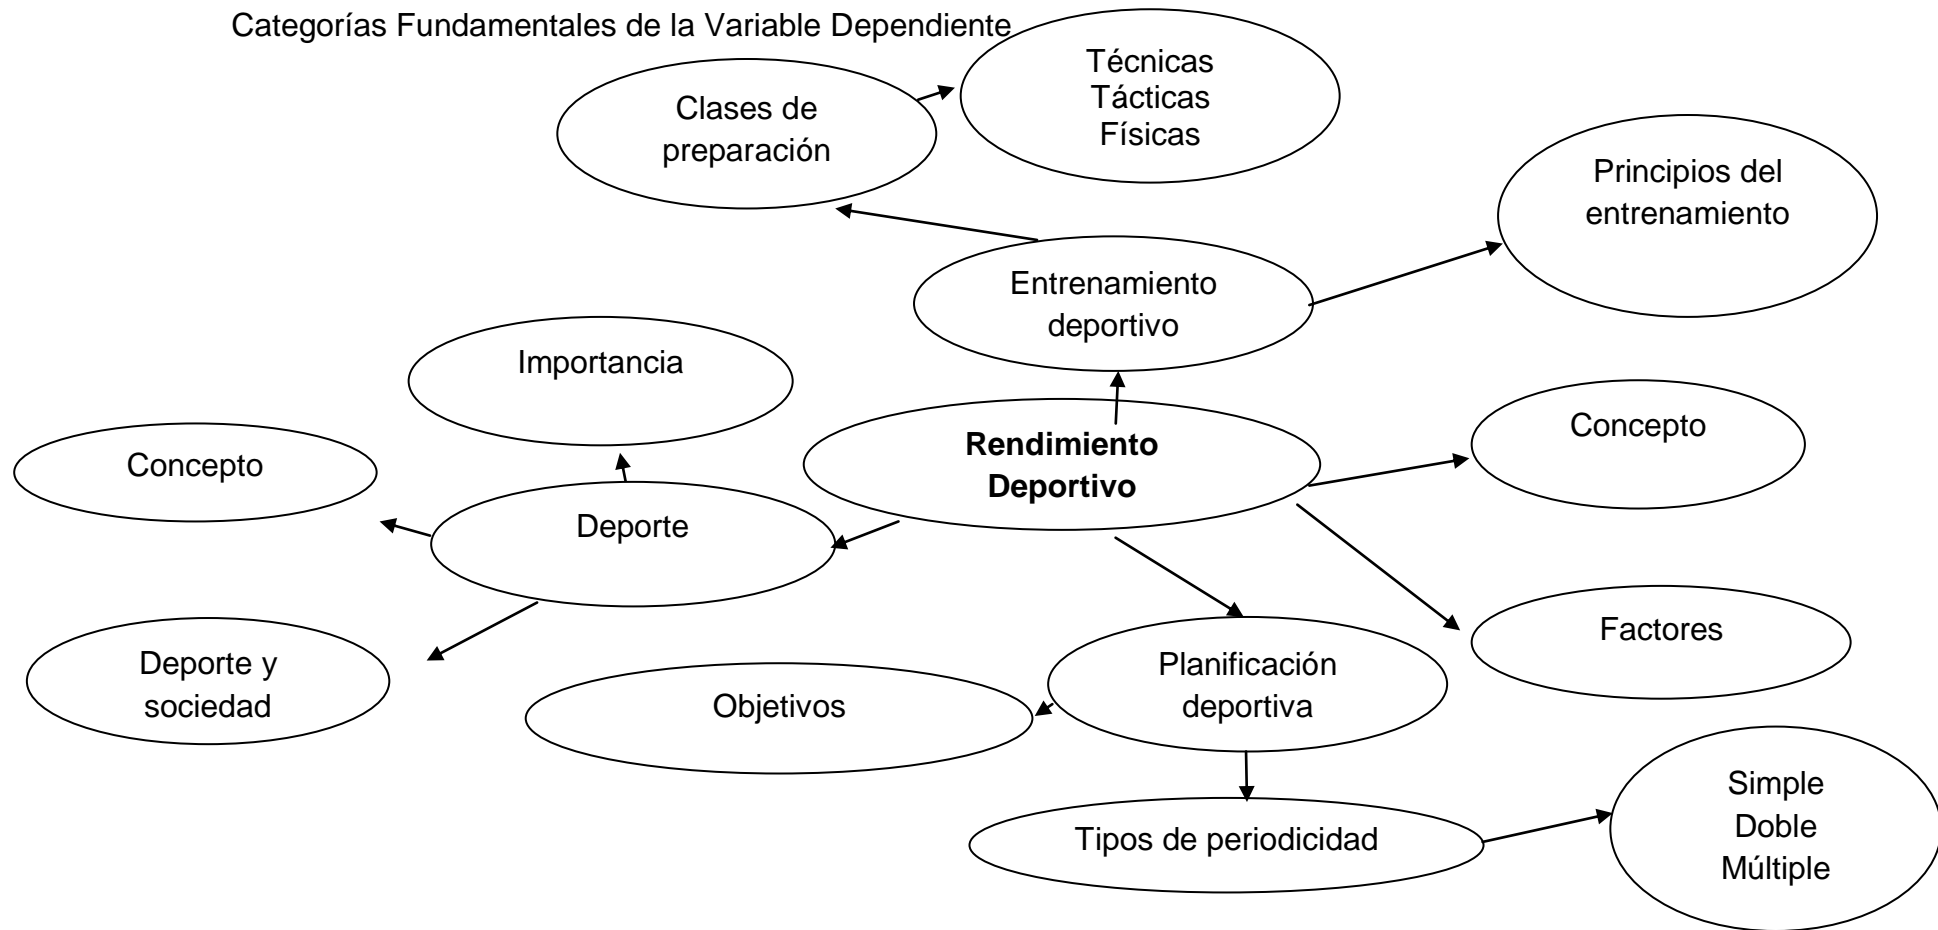 Categorías Fundamentales de la Variable Dependiente
Técnicas
Tácticas
Físicas
Clases de
preparación
Principios del
entrenamiento
Entrenamiento
deportivo
Importancia
Concepto
Rendimiento
Deportivo
Concepto
Deporte
Factores
Deporte y
sociedad
Planificación
deportiva
Objetivos
Simple
Doble
Múltiple
Tipos de periodicidad